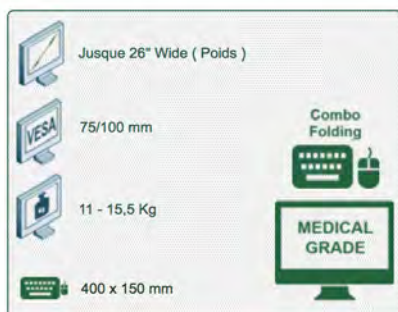 Jusque 26" Wide ( Poids )
VESA
75/100 mm
11 - 15,5 Kg
400 x 150 mm
Combo
Folding
MEDICAL
GRADE